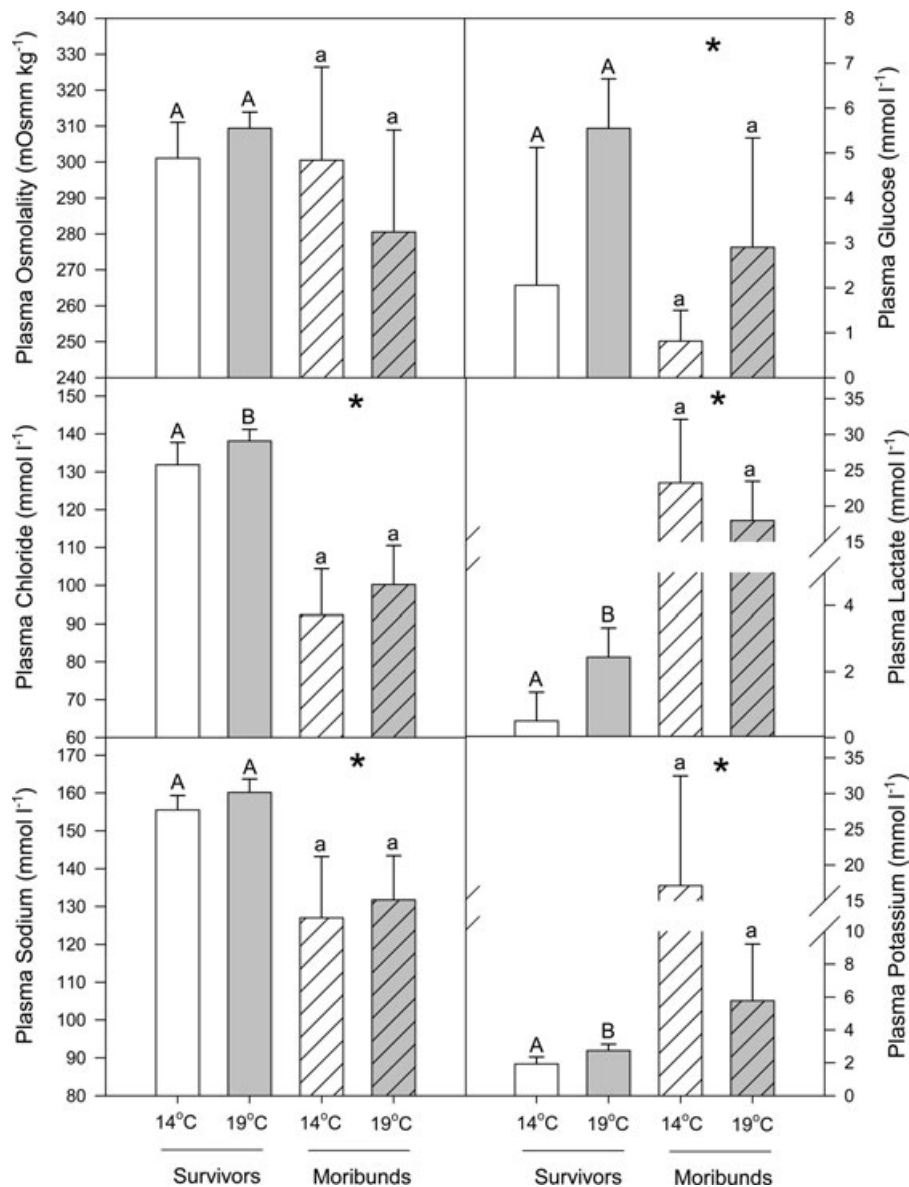 Plasma Osmolality (mOsmm kg⁻¹)
340
330
320
310
300
290
280
270
260
250
240
A
A
a
a
Plasma Glucose (mmol l⁻¹)
8
7
6
5
4
3
2
1
0
A
A
a
a
*
Plasma Chloride (mmol l⁻¹)
150
140
130
120
110
100
90
80
70
60
A
B
a
a
*
Plasma Lactate (mmol l⁻¹)
35
30
25
20
15
4
2
0
A
B
a
a
*
Plasma Sodium (mmol l⁻¹)
170
160
150
140
130
120
110
100
90
80
A
A
a
a
*
Plasma Potassium (mmol l⁻¹)
35
30
25
20
15
10
8
6
4
2
0
A
B
a
a
*
14°C 19°C 14°C 19°C
Survivors Moribunds
14°C 19°C 14°C 19°C
Survivors Moribunds